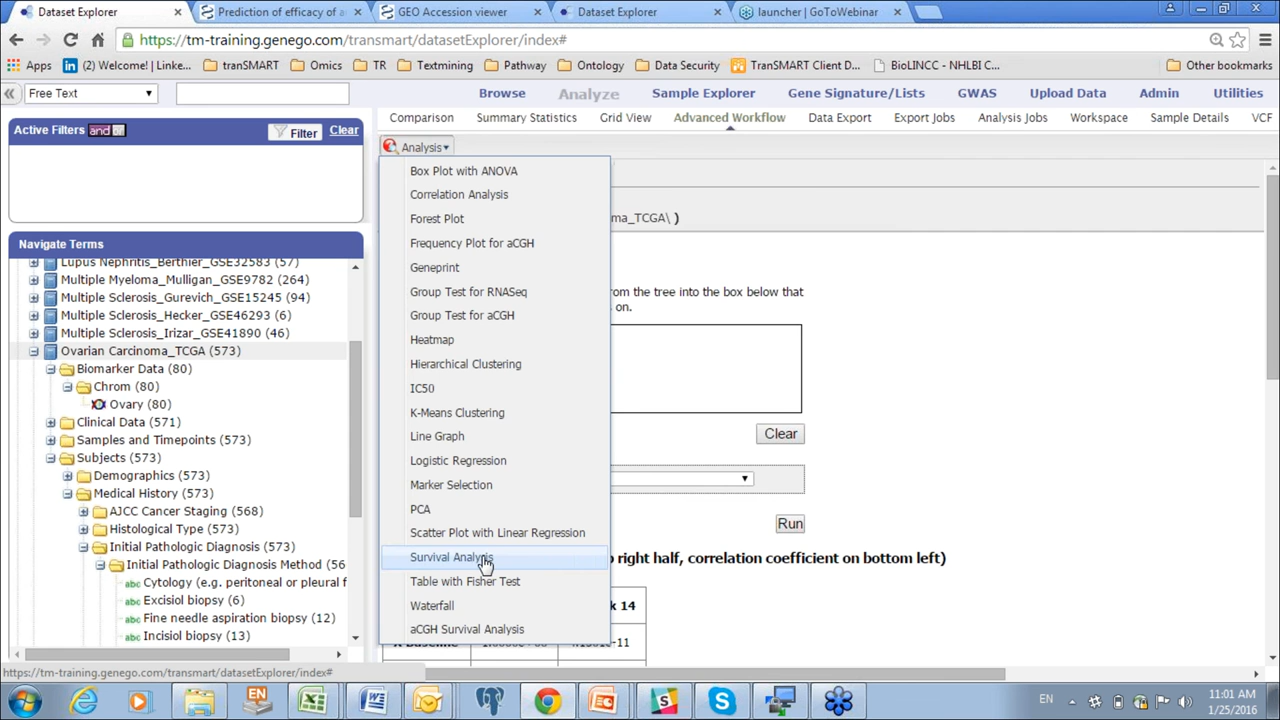 Dataset Explorer
Prediction of efficacy of an
GEO Accession viewer
Dataset Explorer
launcher | GoToWebinar
https://tm-training.genego.com/transmart/datasetExplorer/index#
Apps
(2) Welcome! | Linke...
tranSMART
Omics
TR
Textmining
Pathway
Ontology
Data Security
TranSMART Client D...
BioLINCC - NHLBI C...
Other bookmarks
Free Text
Browse
Analyze
Sample Explorer
Gene Signature/Lists
GWAS
Upload Data
Admin
Utilities
Active Filters and or
Filter
Clear
Comparison
Summary Statistics
Grid View
Advanced Workflow
Data Export
Export Jobs
Analysis Jobs
Workspace
Sample Details
VCF
Analysis
Box Plot with ANOVA
Correlation Analysis
Forest Plot
Frequency Plot for aCGH
Geneprint
Group Test for RNASeq
Group Test for aCGH
Heatmap
Hierarchical Clustering
IC50
K-Means Clustering
Line Graph
Logistic Regression
Marker Selection
PCA
Scatter Plot with Linear Regression
Survival Analysis
Table with Fisher Test
Waterfall
aCGH Survival Analysis
ma_TCGA\ )
rom the tree into the box below that
s on.
Clear
Run
p right half, correlation coefficient on bottom left)
k 14
Navigate Terms
Lupus Nephritis_Berthier_GSE32583 (57)
Multiple Myeloma_Mulligan_GSE9782 (264)
Multiple Sclerosis_Gurevich_GSE15245 (94)
Multiple Sclerosis_Hecker_GSE46293 (6)
Multiple Sclerosis_Irizar_GSE41890 (46)
Ovarian Carcinoma_TCGA (573)
Biomarker Data (80)
Chrom (80)
Ovary (80)
Clinical Data (571)
Samples and Timepoints (573)
Subjects (573)
Demographics (573)
Medical History (573)
AJCC Cancer Staging (568)
Histological Type (573)
Initial Pathologic Diagnosis (573)
Initial Pathologic Diagnosis Method (56
abc Cytology (e.g. peritoneal or pleural f
abc Excisiol biopsy (6)
abc Fine needle aspiration biopsy (12)
abc Incisiol biopsy (13)
https://tm-training.genego.com/transmart/datasetExplorer/index#
EN
EN
11:01 AM
1/25/2016